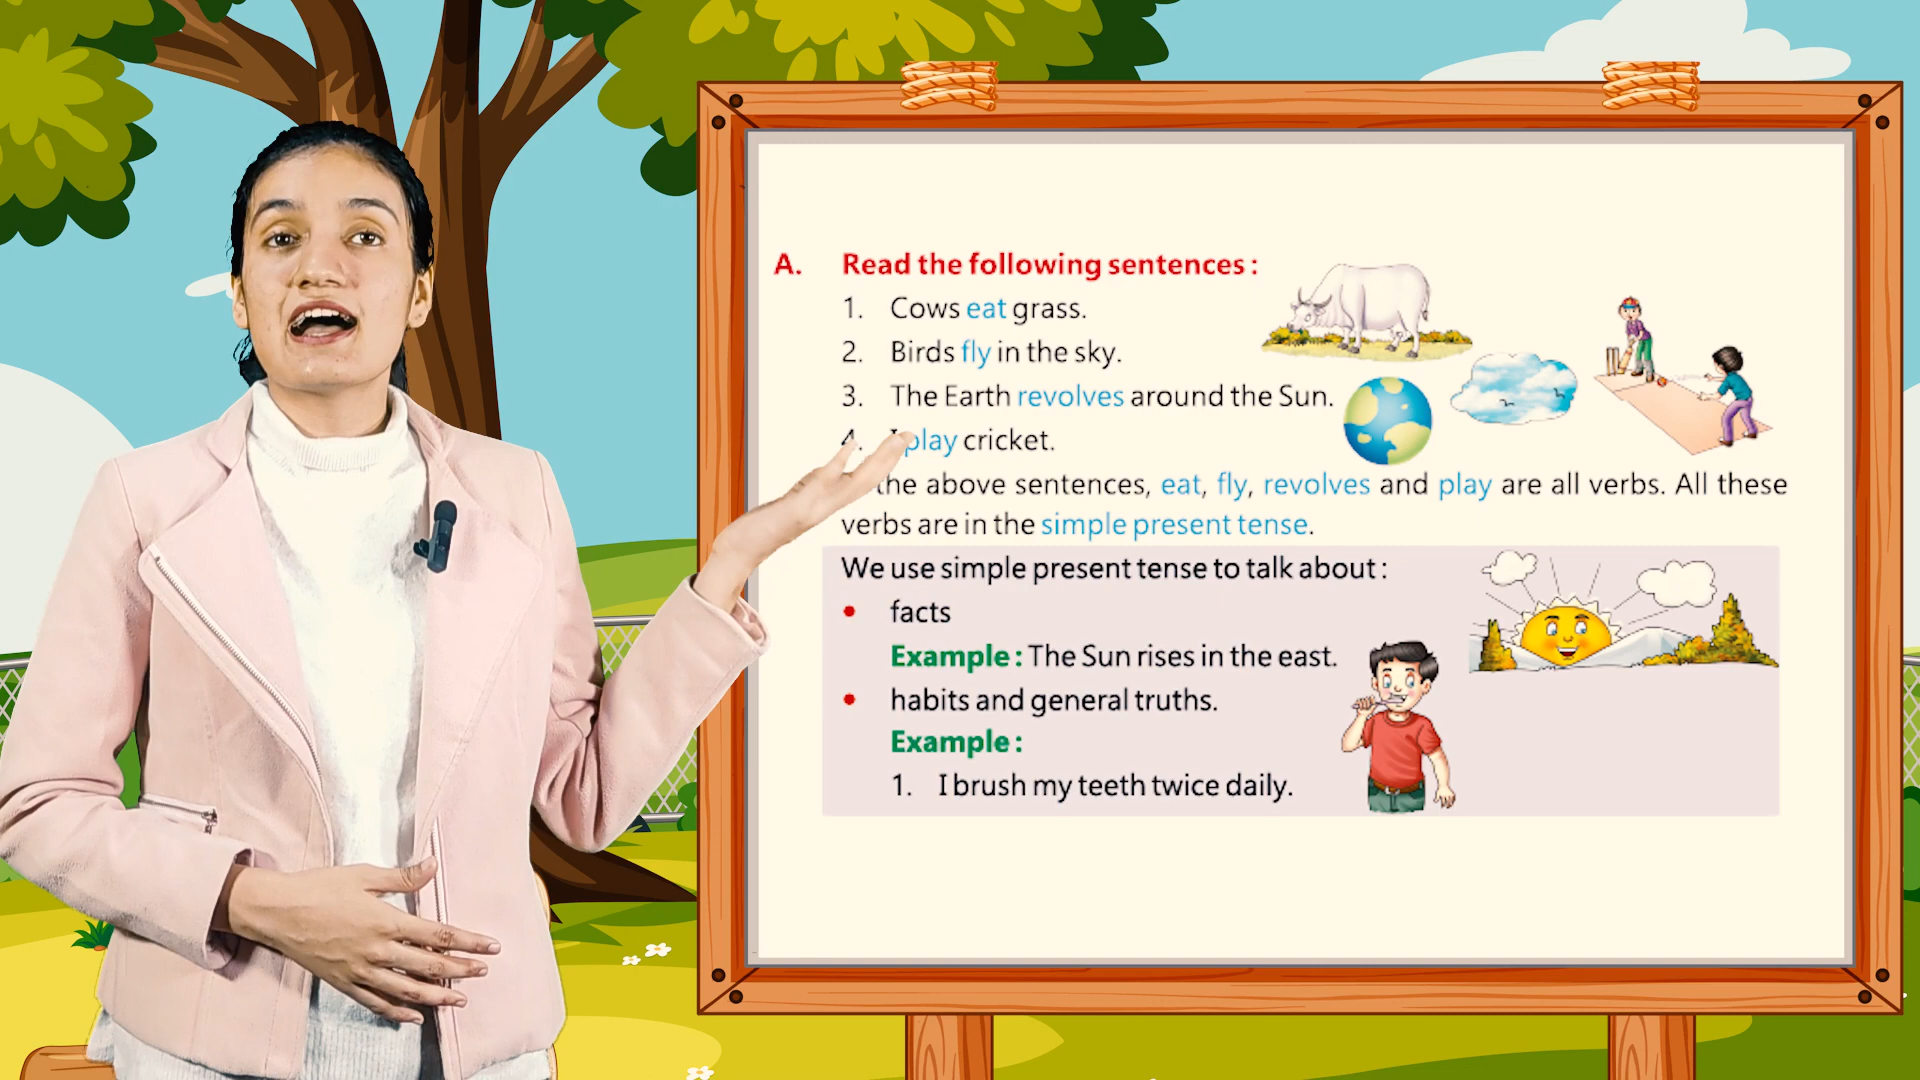 A. Read the following sentences :
1. Cows eat grass.
2. Birds fly in the sky.
3. The Earth revolves around the Sun.
4. I play cricket.
the above sentences, eat, fly, revolves and play are all verbs. All these
verbs are in the simple present tense.
We use simple present tense to talk about :
• facts
Example : The Sun rises in the east.
• habits and general truths.
Example :
1. I brush my teeth twice daily.